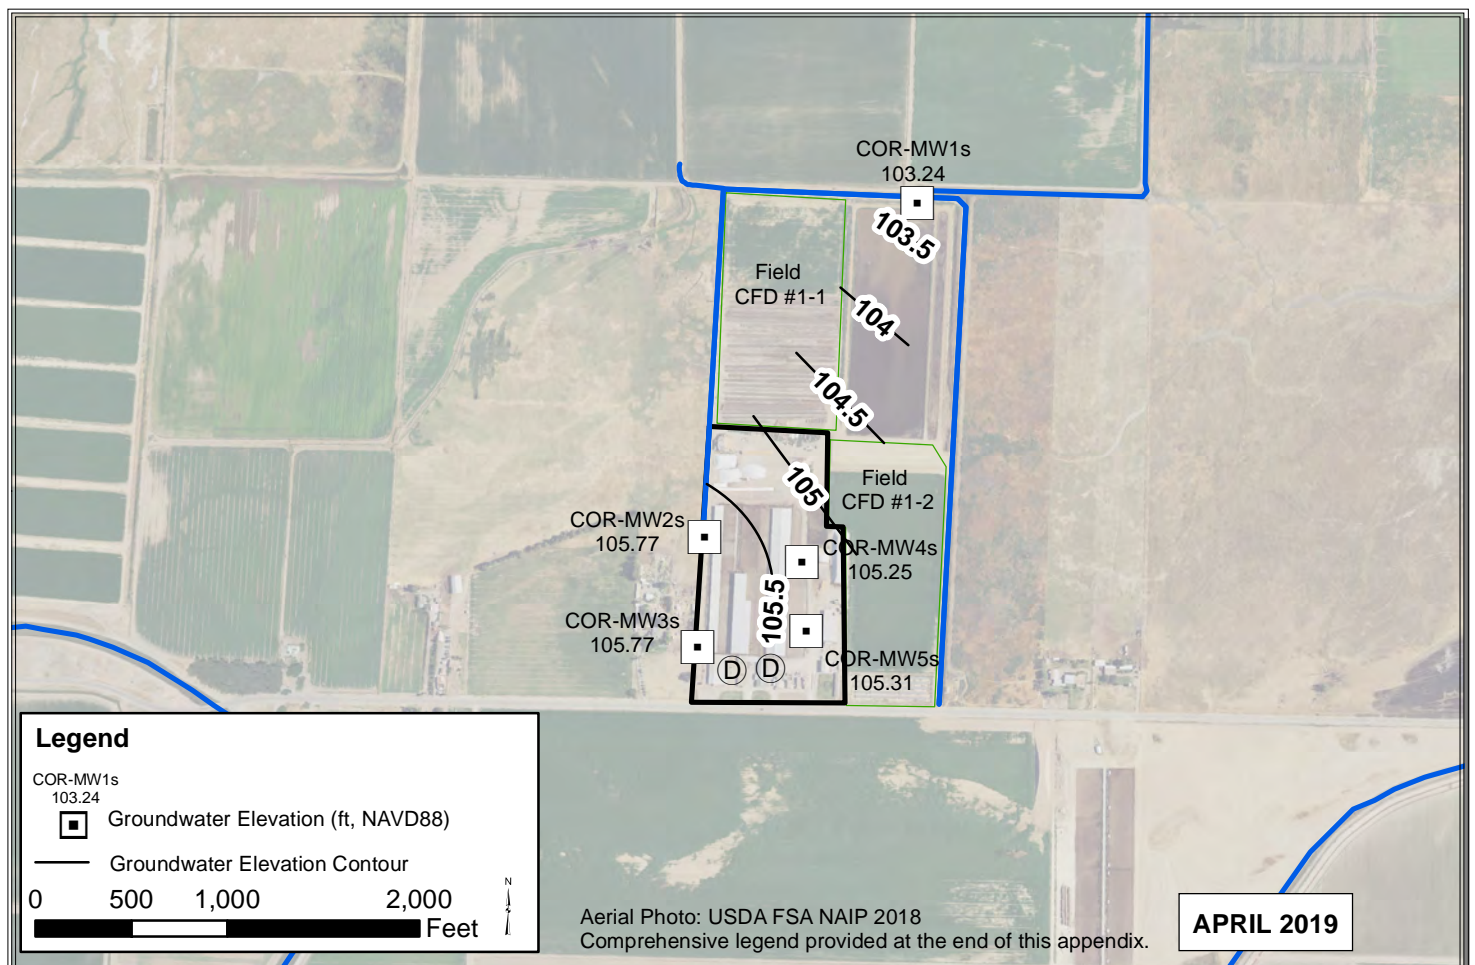 COR-MW1s
103.24
103.5
Field
CFD #1-1
104
104.5
105
Field
CFD #1-2
COR-MW2s
105.77
COR-MW4s
105.25
105.5
COR-MW3s
105.77
COR-MW5s
105.31
D D
Legend
COR-MW1s
103.24
Groundwater Elevation (ft, NAVD88)
Groundwater Elevation Contour
N
0 500 1,000 2,000
Feet
Aerial Photo: USDA FSA NAIP 2018
Comprehensive legend provided at the end of this appendix.
APRIL 2019